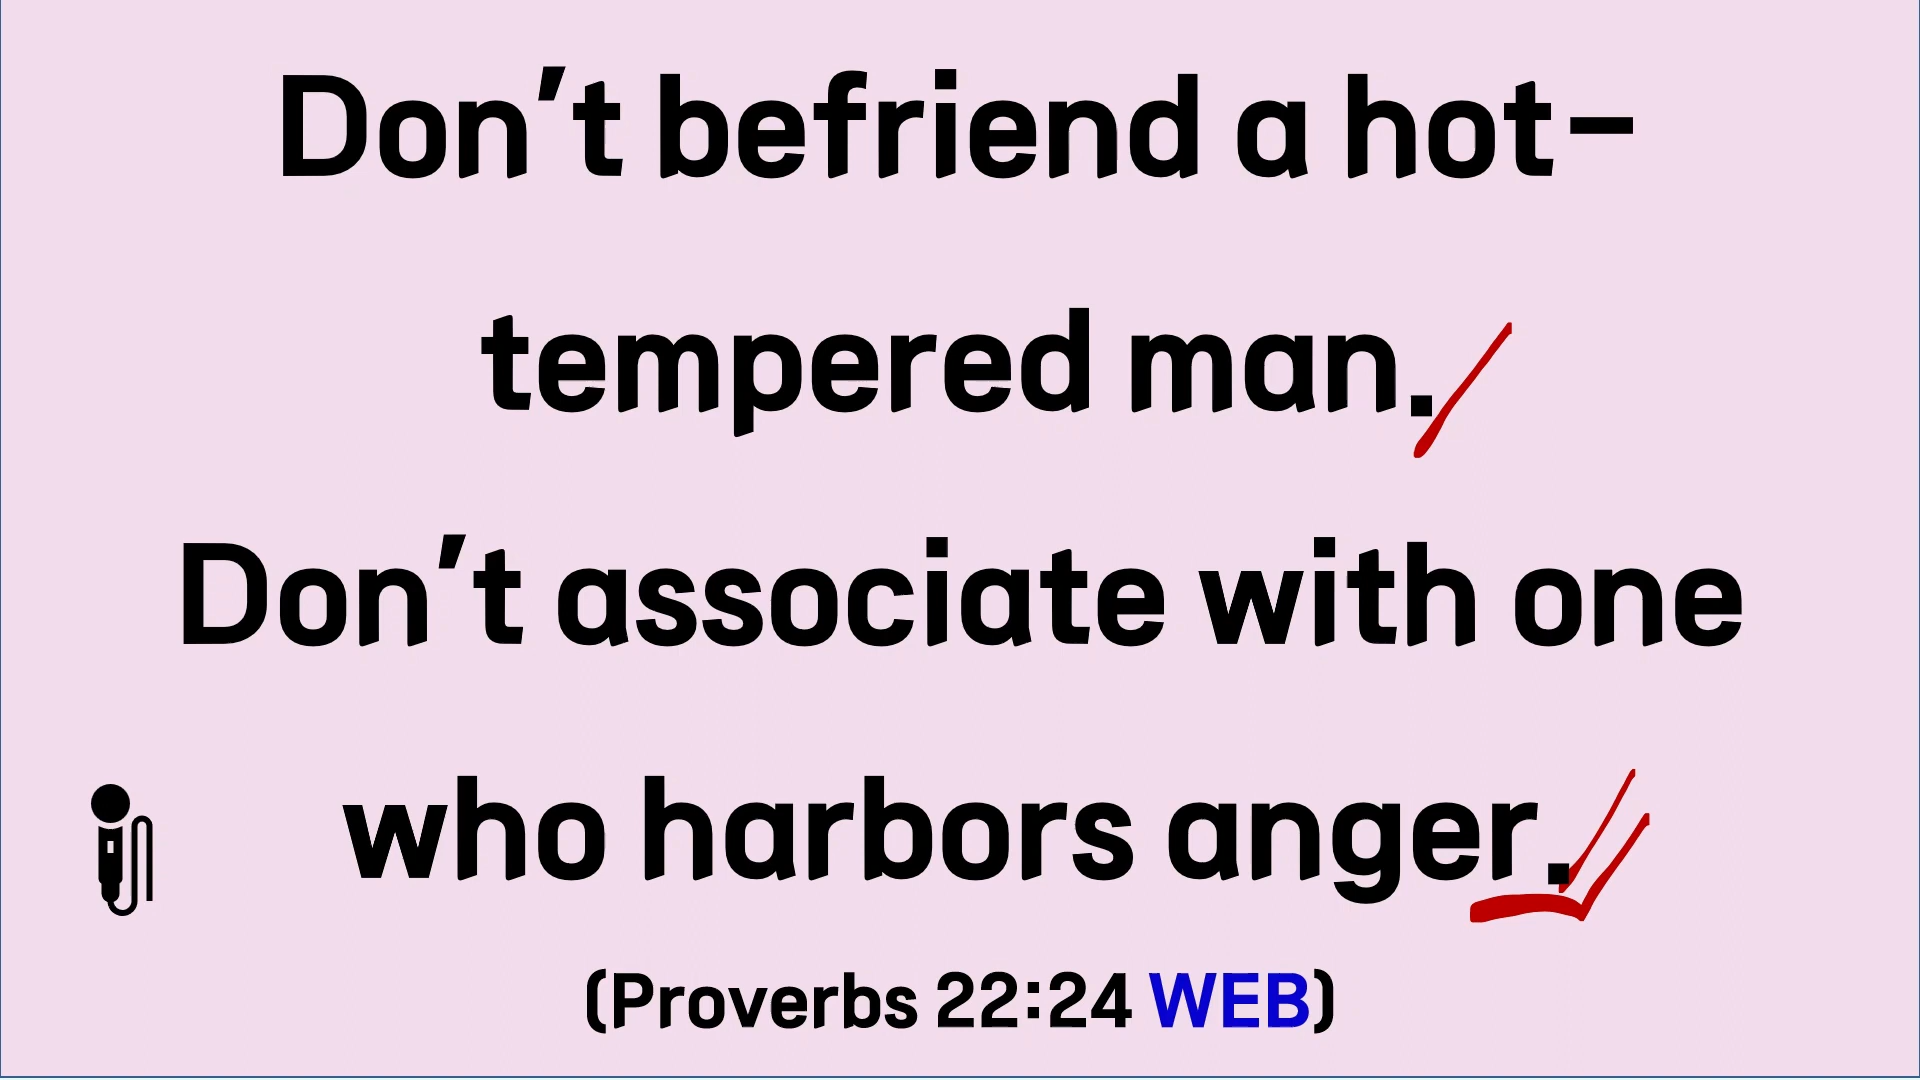 Don’t befriend a hot-
tempered man.
Don’t associate with one
who harbors anger.
(Proverbs 22:24 WEB)